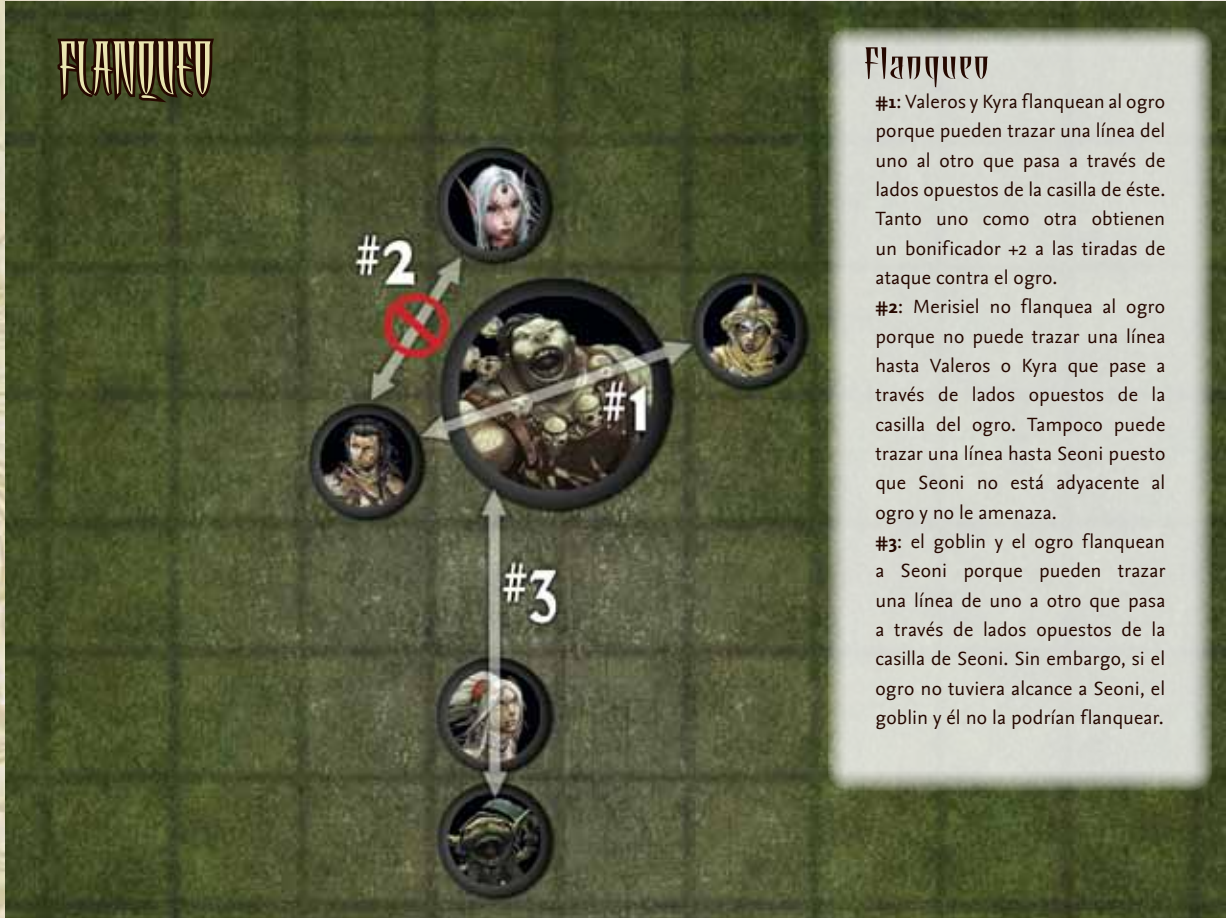 FLANQUEO
#2
#1
#3
Flanqueo
#1: Valeros y Kyra flanquean al ogro
porque pueden trazar una línea del
uno al otro que pasa a través de
lados opuestos de la casilla de éste.
Tanto uno como otra obtienen
un bonificador +2 a las tiradas de
ataque contra el ogro.
#2: Merisiel no flanquea al ogro
porque no puede trazar una línea
hasta Valeros o Kyra que pase a
través de lados opuestos de la
casilla del ogro. Tampoco puede
trazar una línea hasta Seoni puesto
que Seoni no está adyacente al
ogro y no le amenaza.
#3: el goblin y el ogro flanquean
a Seoni porque pueden trazar
una línea de uno a otro que pasa
a través de lados opuestos de la
casilla de Seoni. Sin embargo, si el
ogro no tuviera alcance a Seoni, el
goblin y él no la podrían flanquear.